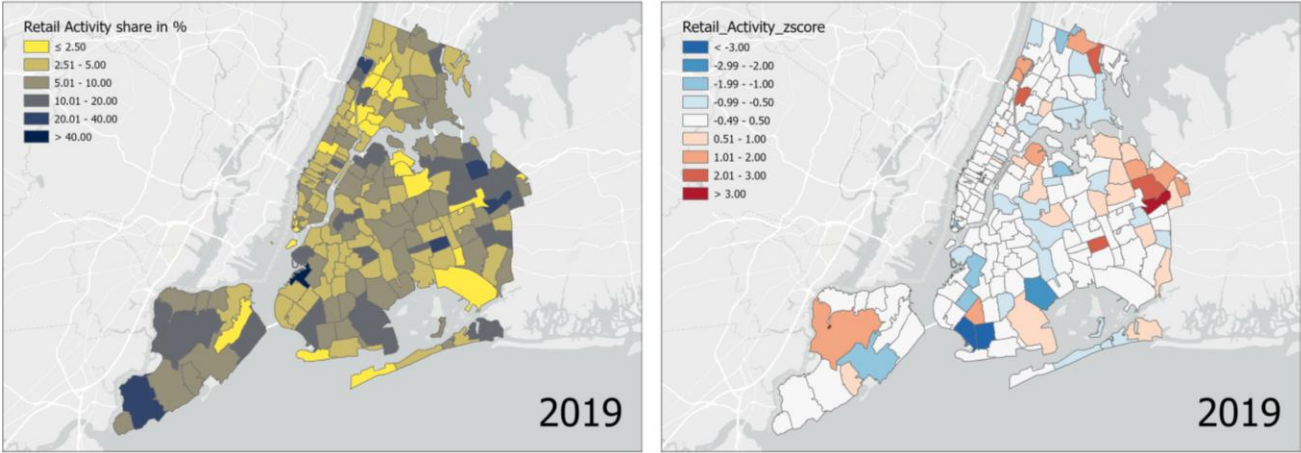 Retail Activity share in %
≤ 2.50
2.51 - 5.00
5.01 - 10.00
10.01 - 20.00
20.01 - 40.00
> 40.00
2019
Retail_Activity_zscore
< -3.00
-2.99 - -2.00
-1.99 - -1.00
-0.99 - -0.50
-0.49 - 0.50
0.51 - 1.00
1.01 - 2.00
2.01 - 3.00
> 3.00
2019